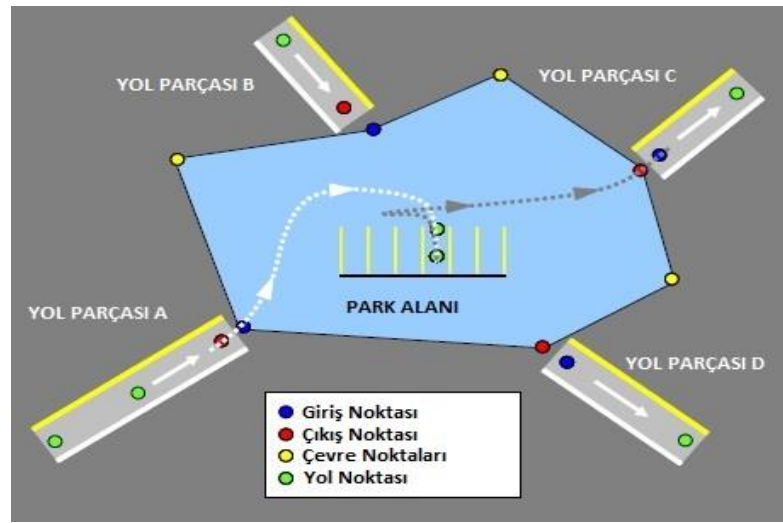 YOL PARÇASI B
YOL PARÇASI C
YOL PARÇASI A
PARK ALANI
YOL PARÇASI D
Giriş Noktası
Çıkış Noktası
Çevre Noktaları
Yol Noktası